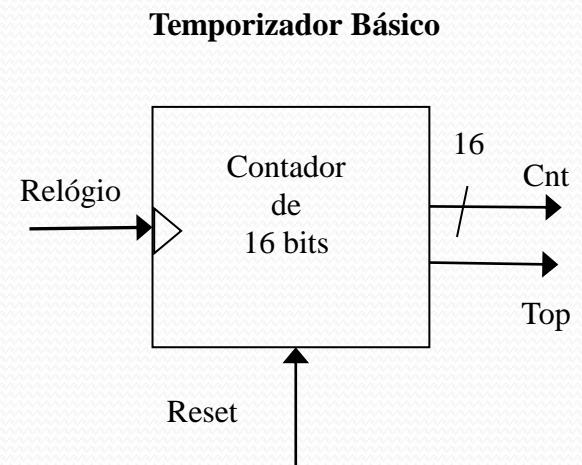 Temporizador Básico
16
Contador
de
16 bits
Relógio
Cnt
Top
Reset